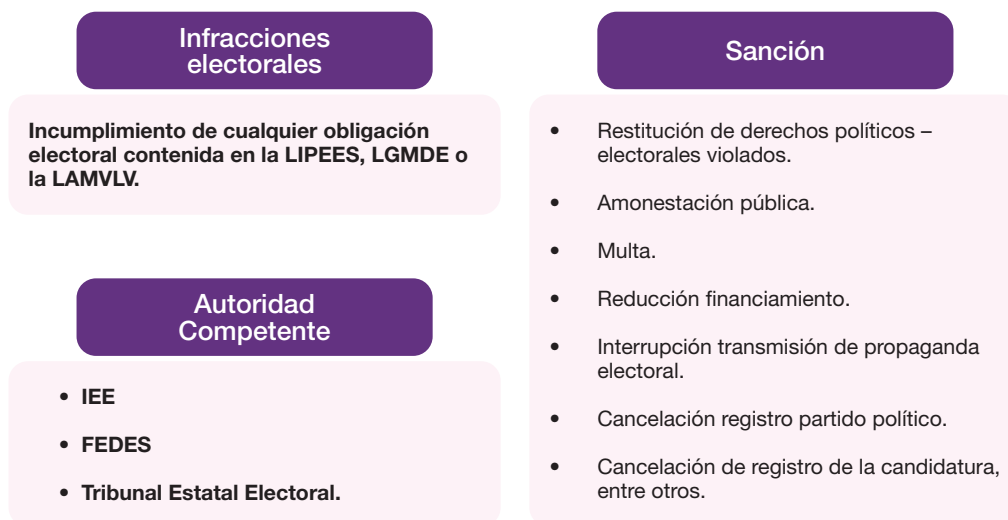 Infracciones
electorales
Incumplimiento de cualquier obligación
electoral contenida en la LIPEES, LGMDE o
la LAMVLV.
Autoridad
Competente
• IEE
• FEDES
• Tribunal Estatal Electoral.
Sanción
• Restitución de derechos políticos –
electorales violados.
• Amonestación pública.
• Multa.
• Reducción financiamiento.
• Interrupción transmisión de propaganda
electoral.
• Cancelación registro partido político.
• Cancelación de registro de la candidatura,
entre otros.